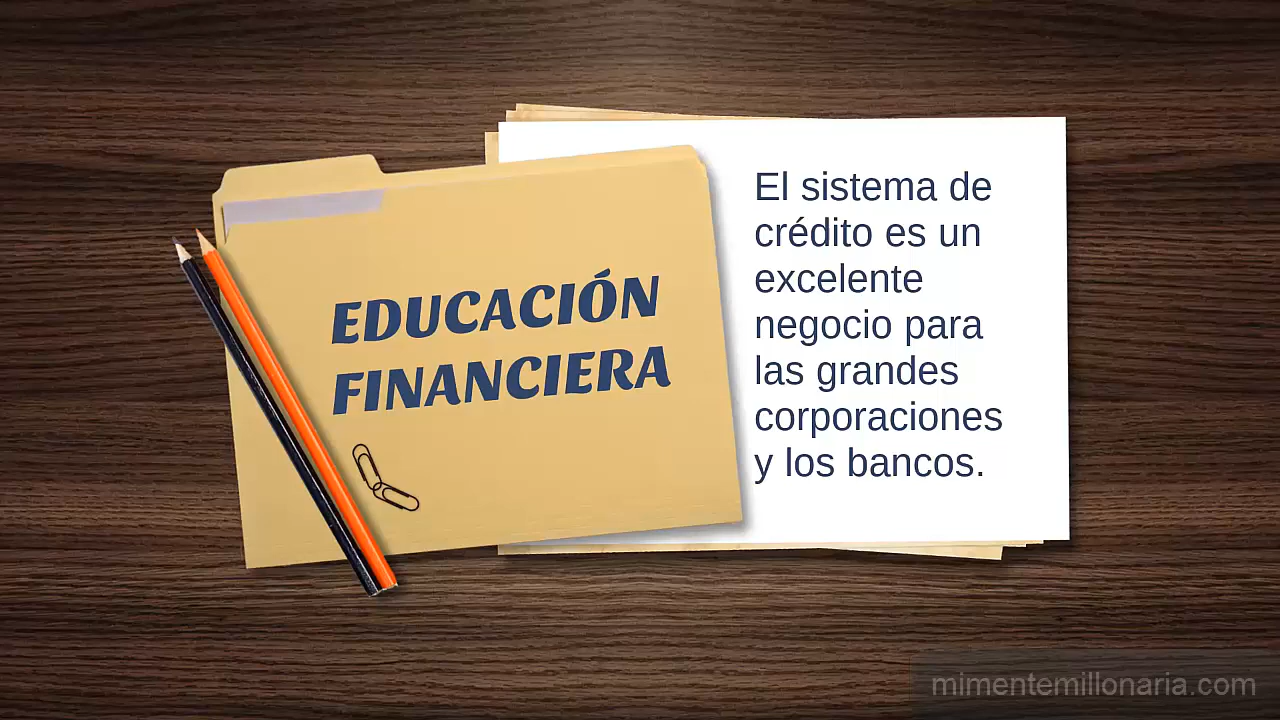 EDUCACIÓN
FINANCIERA
El sistema de
crédito es un
excelente
negocio para
las grandes
corporaciones
y los bancos.
mimentemillonaria.com